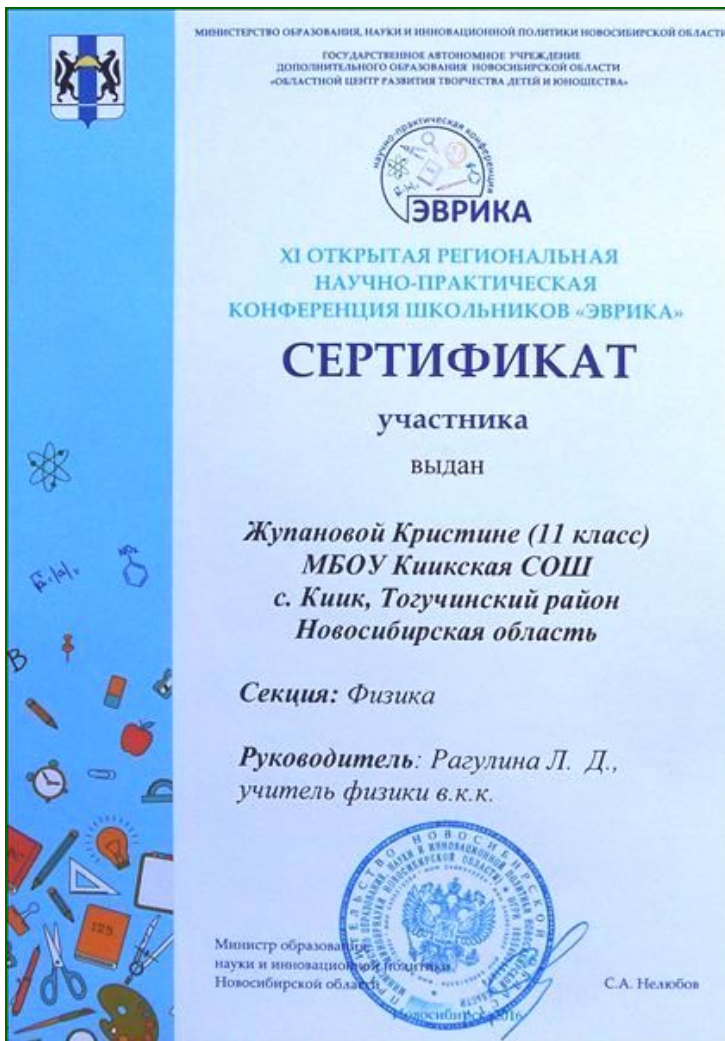 МИНИСТЕРСТВО ОБРАЗОВАНИЯ, НАУКИ И ИННОВАЦИОННОЙ ПОЛИТИКИ НОВОСИБИРСКОЙ ОБЛАСТИ
ГОСУДАРСТВЕННОЕ АВТОНОМНОЕ УЧРЕЖДЕНИЕ
ДОПОЛНИТЕЛЬНОГО ОБРАЗОВАНИЯ НОВОСИБИРСКОЙ ОБЛАСТИ
«ОБЛАСТНОЙ ЦЕНТР РАЗВИТИЯ ТВОРЧЕСТВА ДЕТЕЙ И ЮНОШЕСТВА»
научно-практическая конференция
ЭВРИКА
XI ОТКРЫТАЯ РЕГИОНАЛЬНАЯ
НАУЧНО-ПРАКТИЧЕСКАЯ
КОНФЕРЕНЦИЯ ШКОЛЬНИКОВ «ЭВРИКА»
СЕРТИФИКАТ
участника
выдан
Жупановой Кристине (11 класс)
МБОУ Киикская СОШ
с. Киик, Тогучинский район
Новосибирская область
Секция: Физика
Руководитель: Рагулина Л. Д.,
учитель физики в.к.к.
Министр образования,
науки и инновационной политики
Новосибирской области
С.А. Нелюбов
Новосибирск 2016